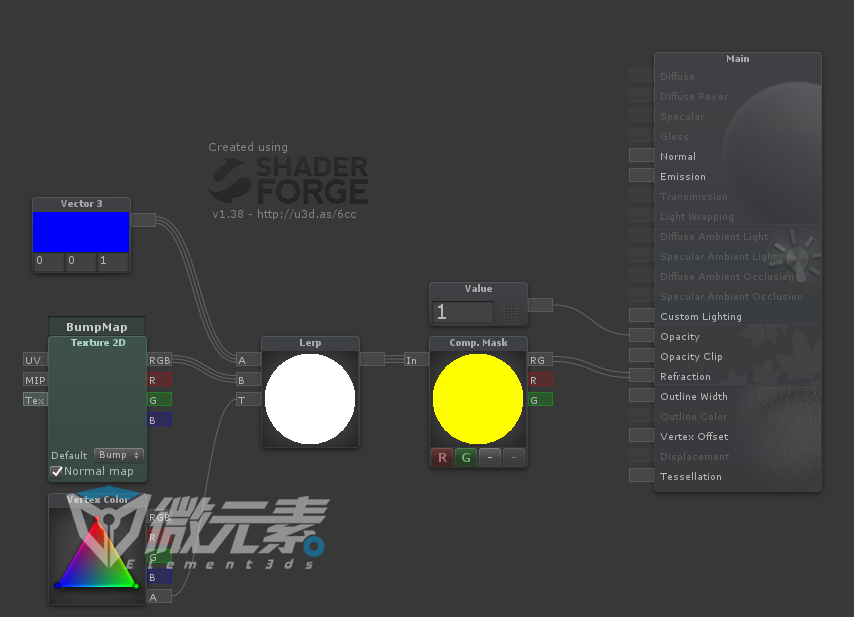 Main
Diffuse
Diffuse Power
Specular
Gloss
Normal
Emission
Transmission
Light Wrapping
Diffuse Ambient Light
Specular Ambient Light
Diffuse Ambient Occlusion
Specular Ambient Occlusion
Custom Lighting
Opacity
Opacity Clip
Refraction
Outline Width
Outline Color
Vertex Offset
Displacement
Tessellation
Created using
SHADER
FORGE
v1.38 - http://u3d.as/6cc
Vector 3
0 0 1
Value
1
BumpMap
Texture 2D
UV RGB
MIP R
Tex G
B
Default Bump
Normal map
Lerp
A
B
T
Comp. Mask
In RG
R
G
R G - -
Vertex Color
RGB
R
G
B
A
微元素
Element3ds